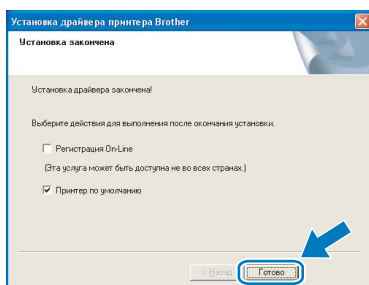 Установка драйвера принтера Brother
Установка закончена
Установка драйвера закончена!
Выберите действия для выполнения после окончания установки.
Регистрация On-Line
(Эта услуга может быть доступна не во всех странах.)
Принтер по умолчанию
< Назад
Готово